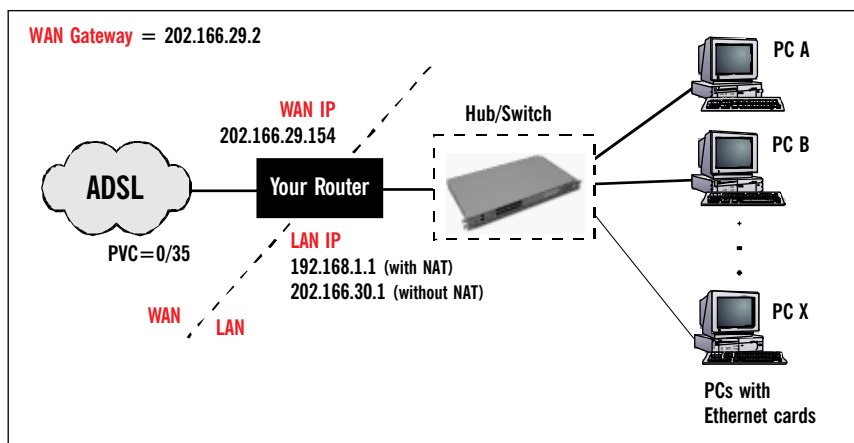 WAN Gateway = 202.166.29.2
WAN IP
202.166.29.154
Hub/Switch
PC A
PC B
ADSL
Your Router
PVC=0/35
LAN IP
192.168.1.1 (with NAT)
202.166.30.1 (without NAT)
WAN
LAN
PC X
PCs with
Ethernet cards